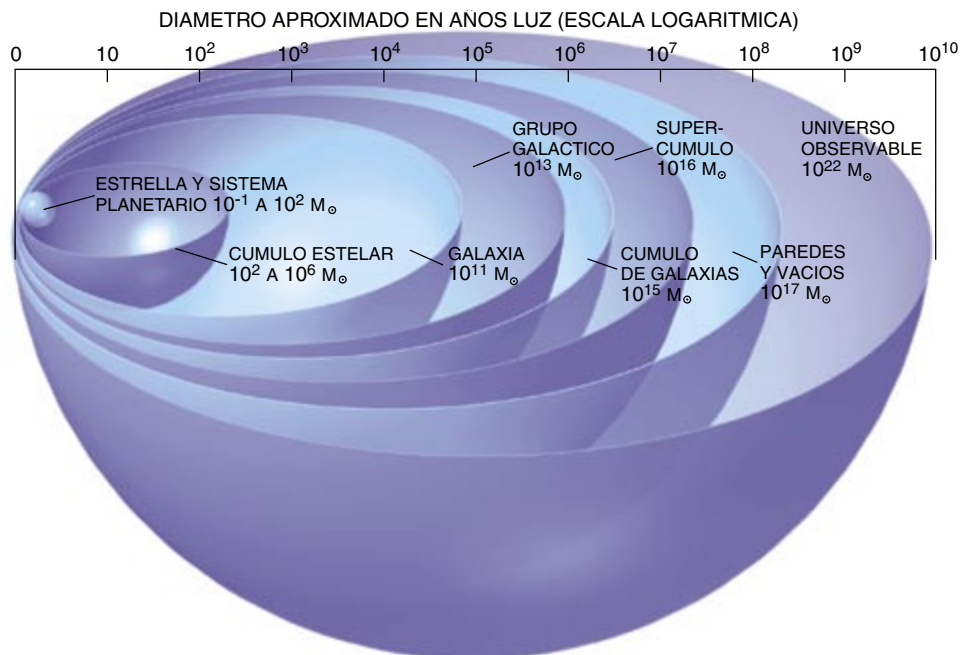 DIAMETRO APROXIMADO EN AÑOS LUZ (ESCALA LOGARITMICA)
0 10 10² 10³ 10⁴ 10⁵ 10⁶ 10⁷ 10⁸ 10⁹ 10¹⁰
GRUPO
GALACTICO
10¹³ M☉
SUPER-
CUMULO
10¹⁶ M☉
UNIVERSO
OBSERVABLE
10²² M☉
ESTRELLA Y SISTEMA
PLANETARIO 10⁻¹ A 10² M☉
CUMULO ESTELAR
10² A 10⁶ M☉
GALAXIA
10¹¹ M☉
CUMULO
DE GALAXIAS
10¹⁵ M☉
PAREDES
Y VACIOS
10¹⁷ M☉